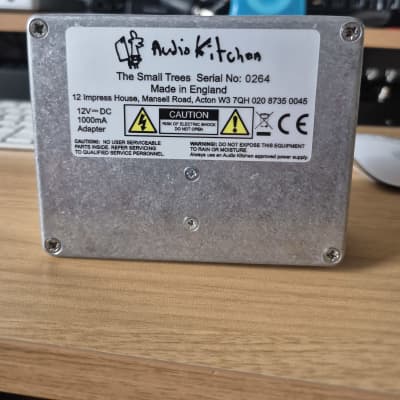 Audio Kitchen
The Small Trees Serial No: 0264
Made in England
12 Impress House, Mansell Road, Acton W3 7QH 020 8735 0045
12V DC
1000mA
Adapter
CAUTION
RISK OF ELECTRIC SHOCK
DO NOT OPEN
CAUTION: NO USER SERVICEABLE
PARTS INSIDE. REFER SERVICING
TO QUALIFIED SERVICE PERSONNEL.
WARNING: DO NOT EXPOSE THIS EQUIPMENT
TO RAIN OR MOISTURE
Always use an Audio Kitchen approved power supply.
CE